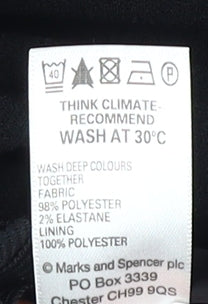 40 P
THINK CLIMATE-
RECOMMEND
WASH AT 30°C
WASH DEEP COLOURS
TOGETHER
FABRIC
98% POLYESTER
2% ELASTANE
LINING
100% POLYESTER
© Marks and Spencer plc
PO Box 3339
Chester CH99 9QS